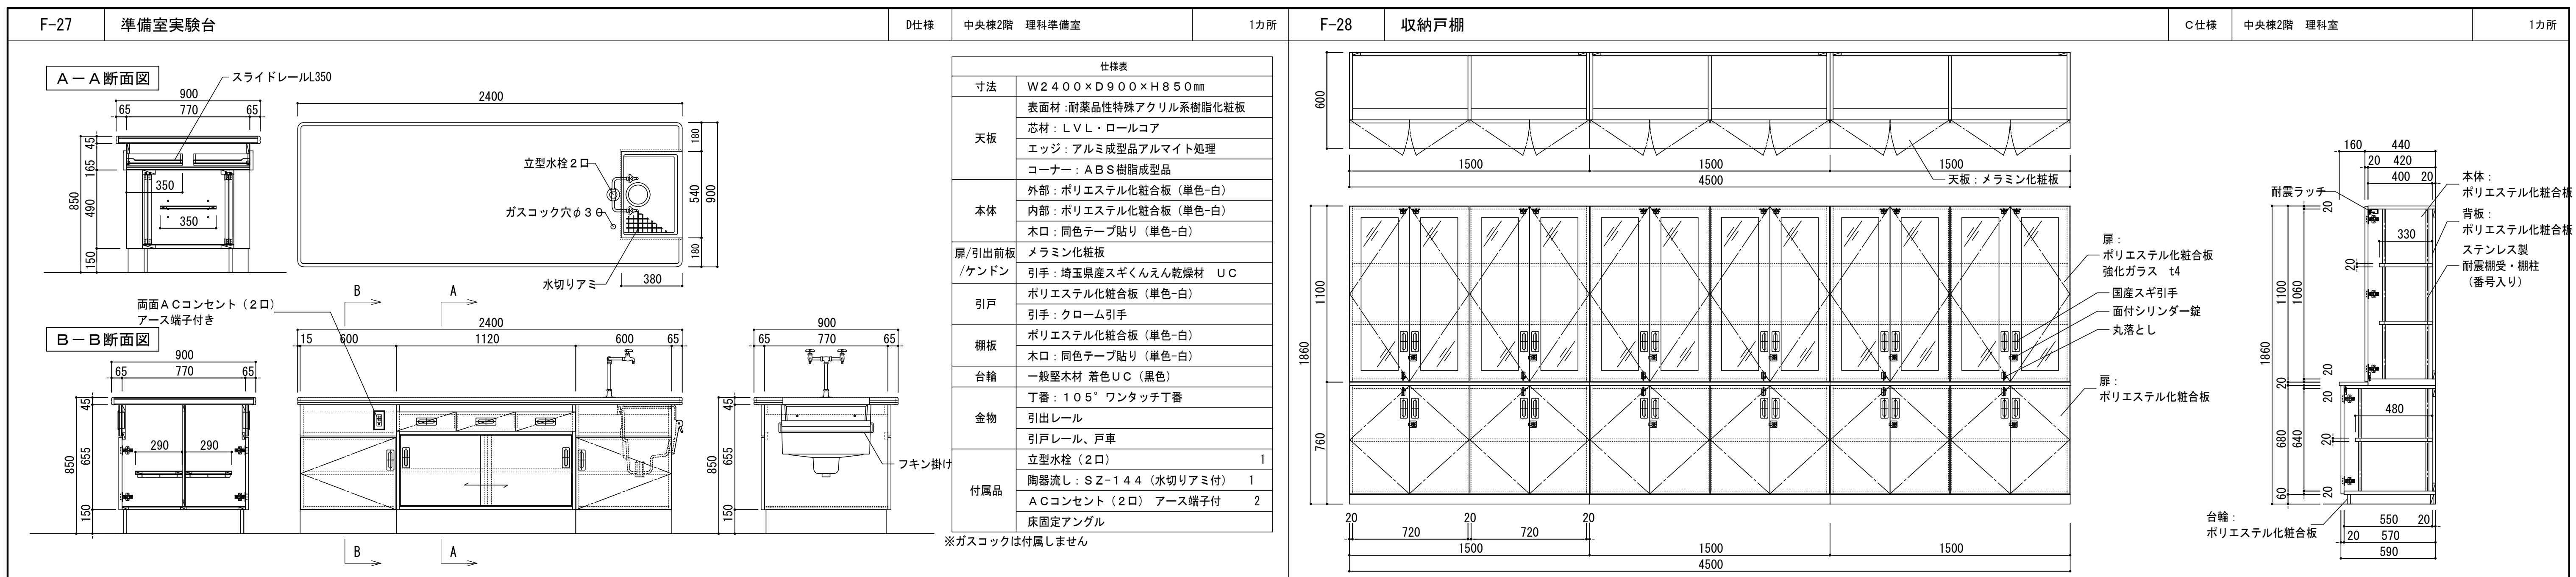 F-27
準備室実験台
D仕様
中央棟2階　理科準備室
1カ所
A－A断面図
スライドレールL350
900
65
770
65
45
165
350
350
850
490
150
2400
立型水栓2口
ガスコック穴φ30
水切りアミ
180
540
900
180
380
両面ACコンセント（2口）
アース端子付き
B－B断面図
900
65
770
65
45
290
290
850
655
150
B
A
2400
15
600
1120
600
65
B
A
900
65
770
65
45
850
655
150
フキン掛け
仕様表
寸法
W2400×D900×H850㎜
天板
表面材：耐薬品性特殊アクリル系樹脂化粧板
芯材：LVL・ロールコア
エッジ：アルミ成型品アルマイト処理
コーナー：ABS樹脂成型品
本体
外部：ポリエステル化粧合板（単色-白）
内部：ポリエステル化粧合板（単色-白）
木口：同色テープ貼り（単色-白）
扉/引出前板
/ケンドン
メラミン化粧板
引手：埼玉県産スギくんえん乾燥材　UC
引戸
ポリエステル化粧合板（単色-白）
引手：クローム引手
棚板
ポリエステル化粧合板（単色-白）
木口：同色テープ貼り（単色-白）
台輪
一般堅木材 着色UC（黒色）
金物
丁番：105°ワンタッチ丁番
引出レール
引戸レール、戸車
付属品
立型水栓（2口）　1
陶器流し：SZ-144（水切りアミ付）　1
ACコンセント（2口）　アース端子付　2
床固定アングル
※ガスコックは付属しません
F-28
収納戸棚
C仕様
中央棟2階　理科室
1カ所
600
1500
1500
1500
4500
天板：メラミン化粧板
1100
1860
760
扉：
ポリエステル化粧合板
強化ガラス　t4
国産スギ引手
面付シリンダー錠
丸落とし
扉：
ポリエステル化粧合板
20
720
20
720
20
1500
1500
1500
4500
160
440
20
420
400
20
耐震ラッチ
本体：
ポリエステル化粧合板
背板：
ポリエステル化粧合板
ステンレス製
耐震棚受・棚柱
（番号入り）
20
330
20
1100
1060
1860
20
20
20
480
20
680
640
60
20
台輪：
ポリエステル化粧合板
550
20
20
570
590